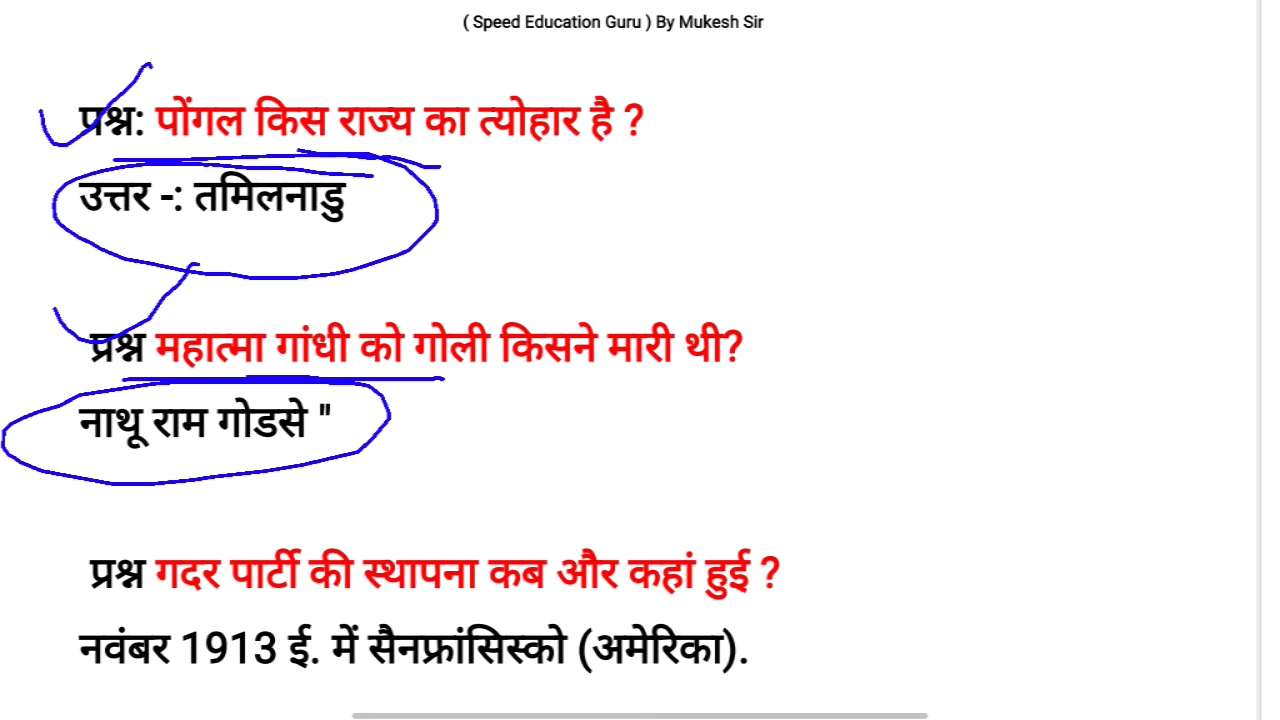 ( Speed Education Guru ) By Mukesh Sir
प्रश्न: पोंगल किस राज्य का त्योहार है ?
उत्तर -: तमिलनाडु
प्रश्न महात्मा गांधी को गोली किसने मारी थी?
नाथू राम गोडसे "
प्रश्न गदर पार्टी की स्थापना कब और कहां हुई ?
नवंबर 1913 ई. में सैनफ्रांसिस्को (अमेरिका).